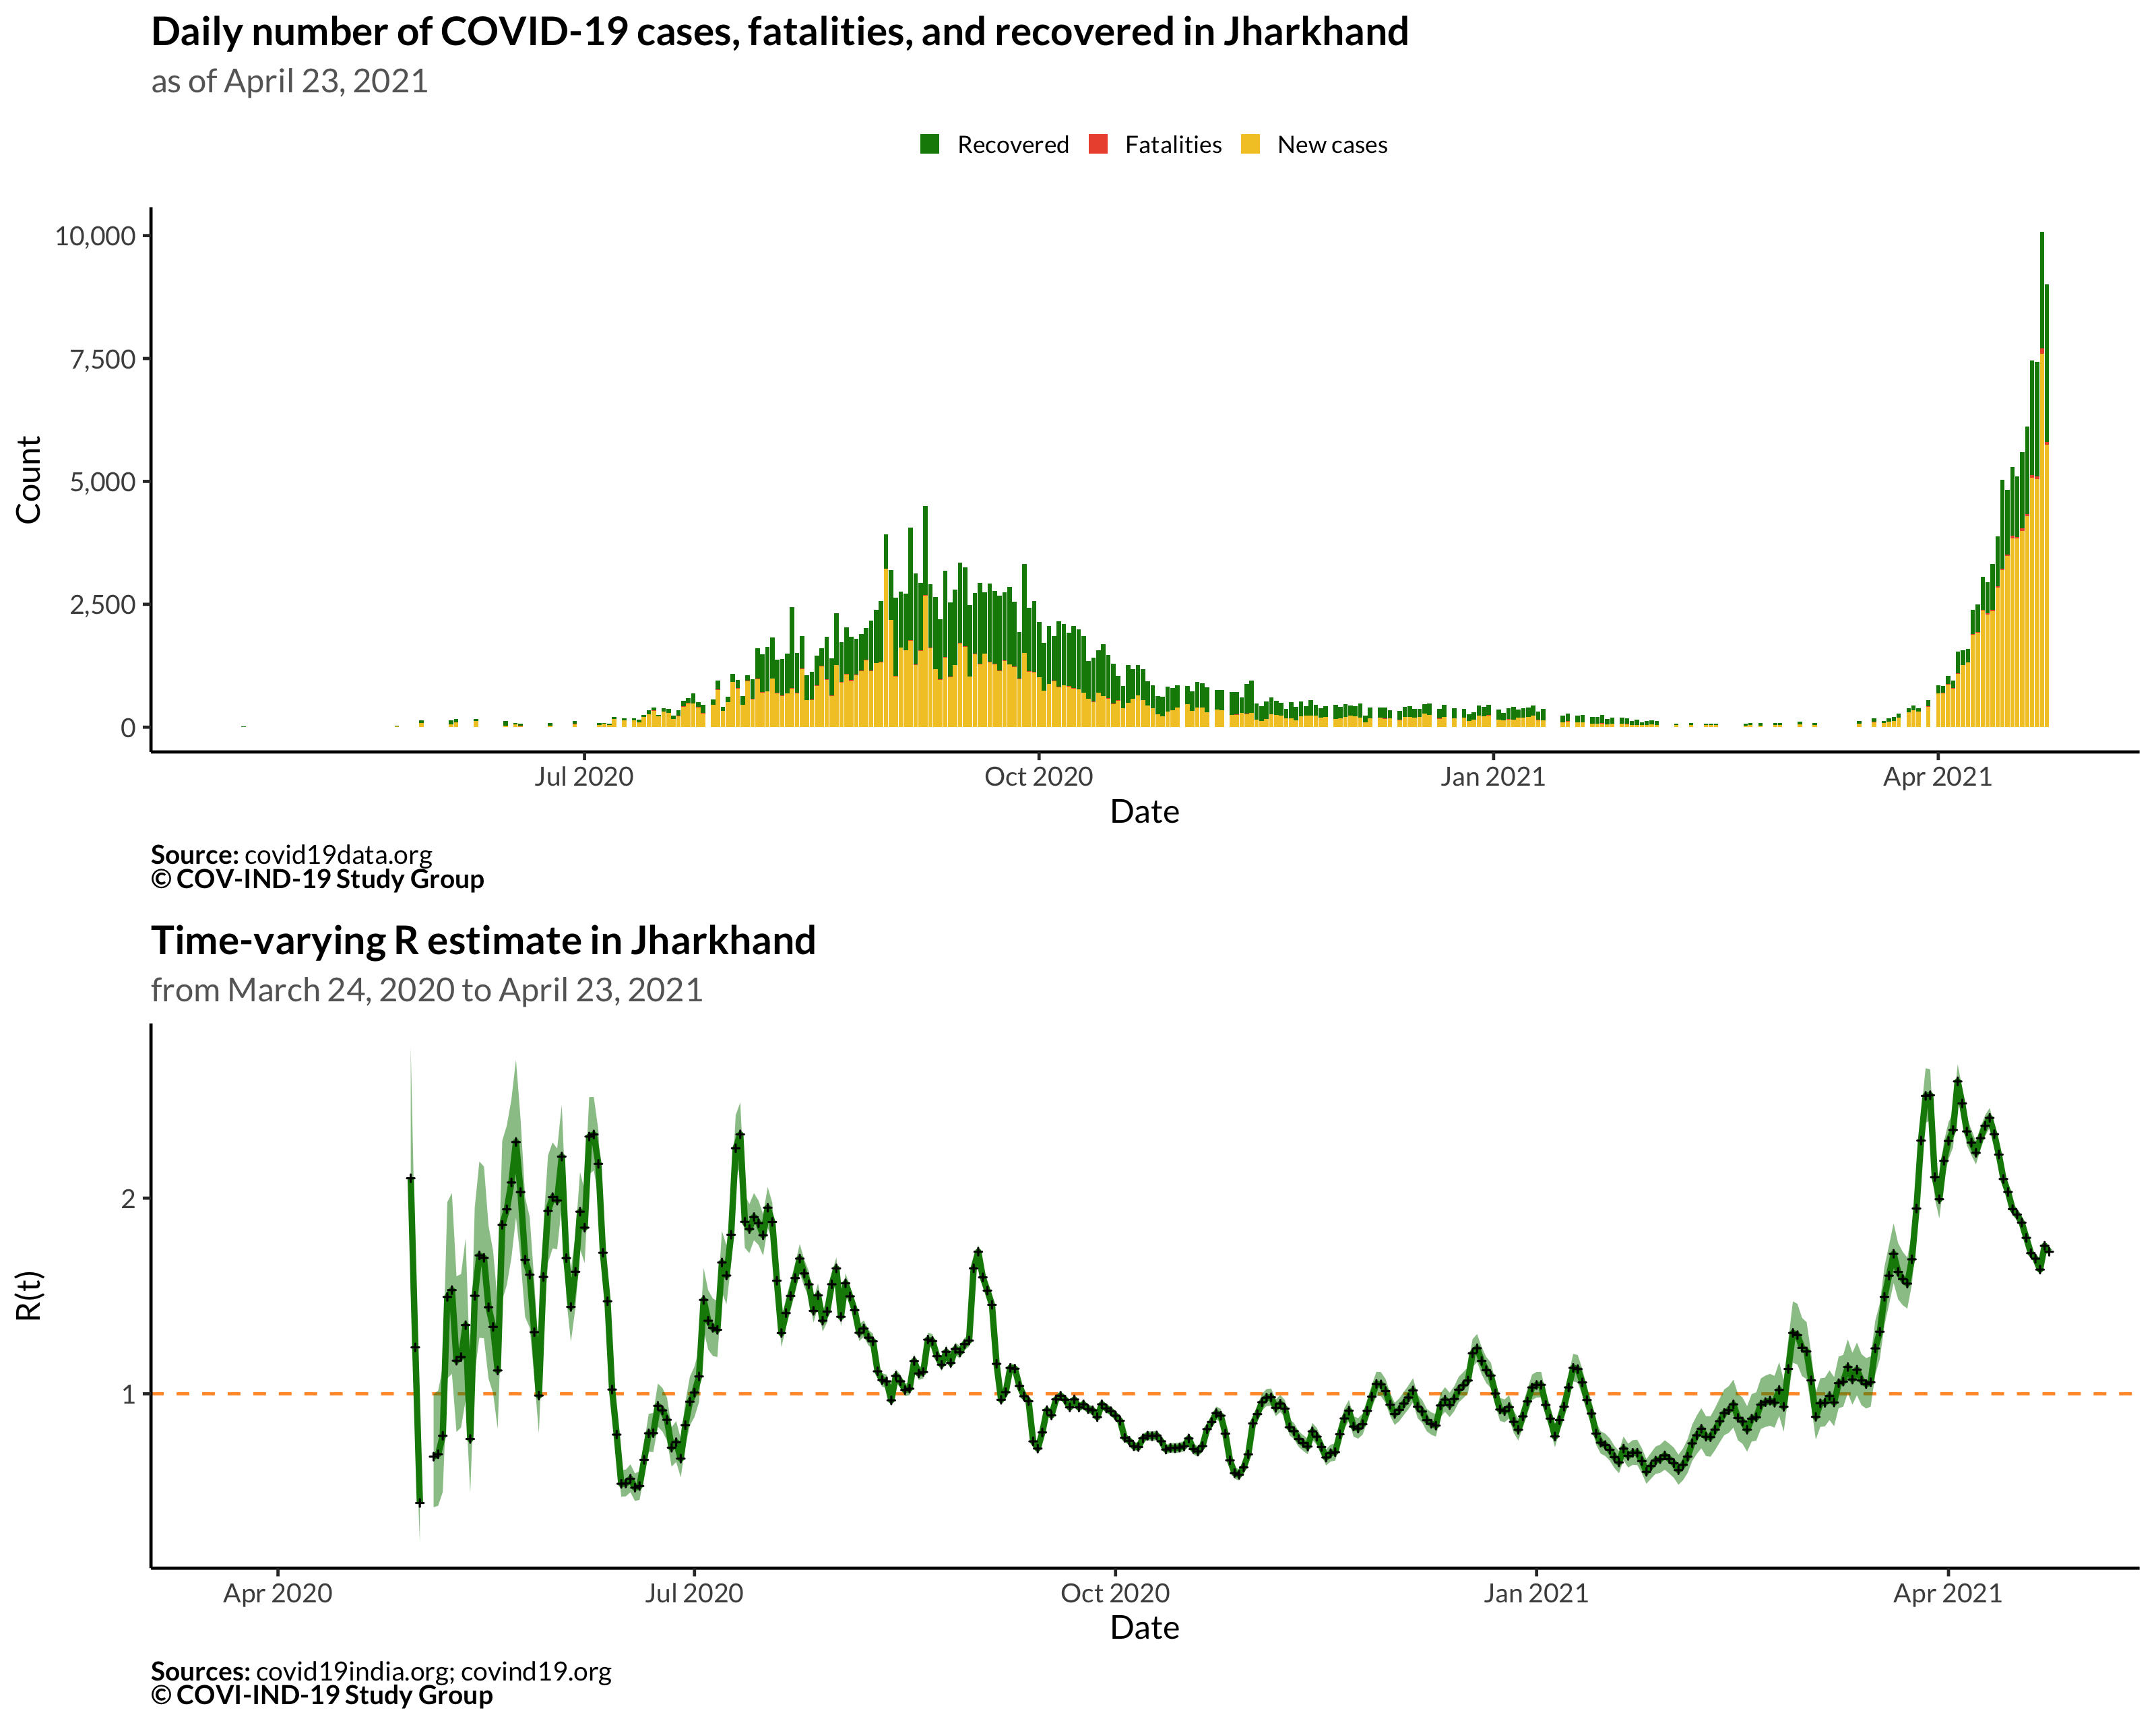 Daily number of COVID-19 cases, fatalities, and recovered in Jharkhand
as of April 23, 2021
Recovered Fatalities New cases
Count
10,000
7,500
5,000
2,500
0
Jul 2020 Oct 2020 Jan 2021 Apr 2021
Date
Source: covid19data.org
© COV-IND-19 Study Group
Time-varying R estimate in Jharkhand
from March 24, 2020 to April 23, 2021
R(t)
2
1
Apr 2020 Jul 2020 Oct 2020 Jan 2021 Apr 2021
Date
Sources: covid19india.org; covind19.org
© COVI-IND-19 Study Group